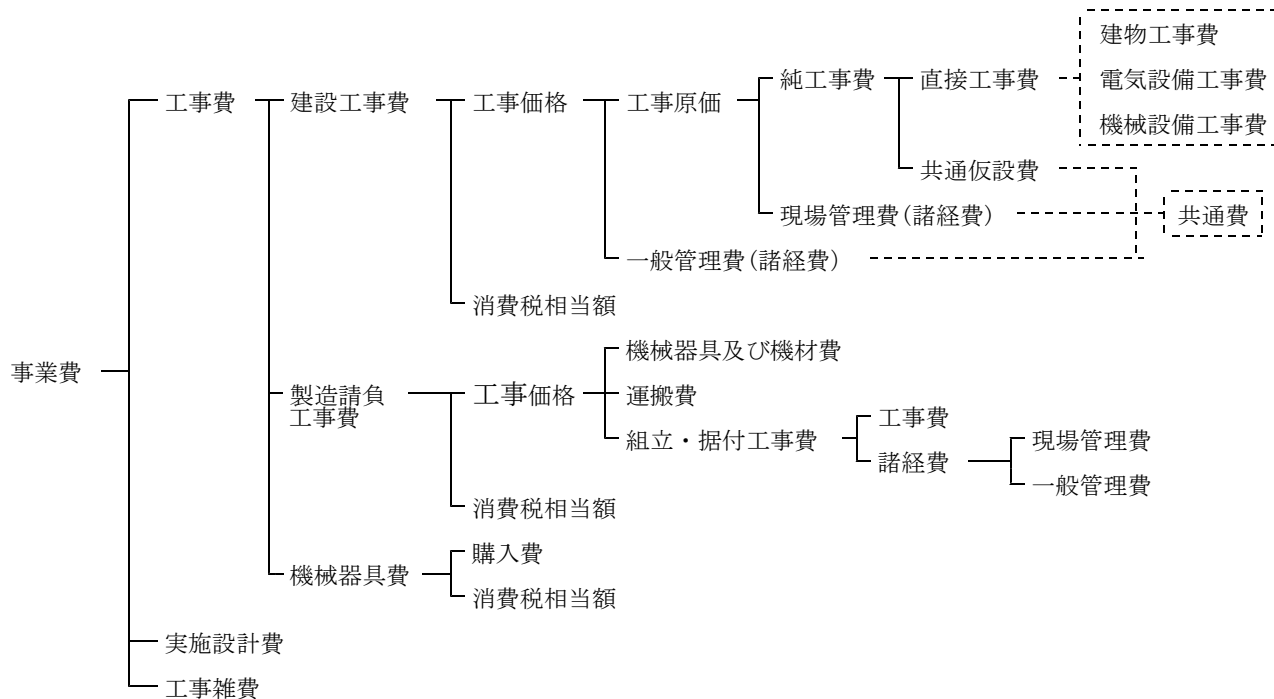 建物工事費
純工事費
直接工事費
電気設備工事費
工事費
建設工事費
工事価格
工事原価
機械設備工事費
共通仮設費
現場管理費(諸経費)
共通費
一般管理費(諸経費)
消費税相当額
機械器具及び機材費
事業費
製造請負
工事費
工事価格
運搬費
工事費
組立・据付工事費
現場管理費
諸経費
一般管理費
消費税相当額
購入費
機械器具費
消費税相当額
実施設計費
工事雑費